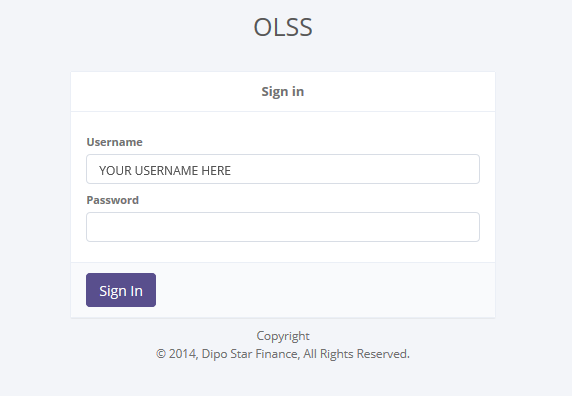 OLSS
Sign in
Username
YOUR USERNAME HERE
Password
Sign In
Copyright
© 2014, Dipo Star Finance, All Rights Reserved.